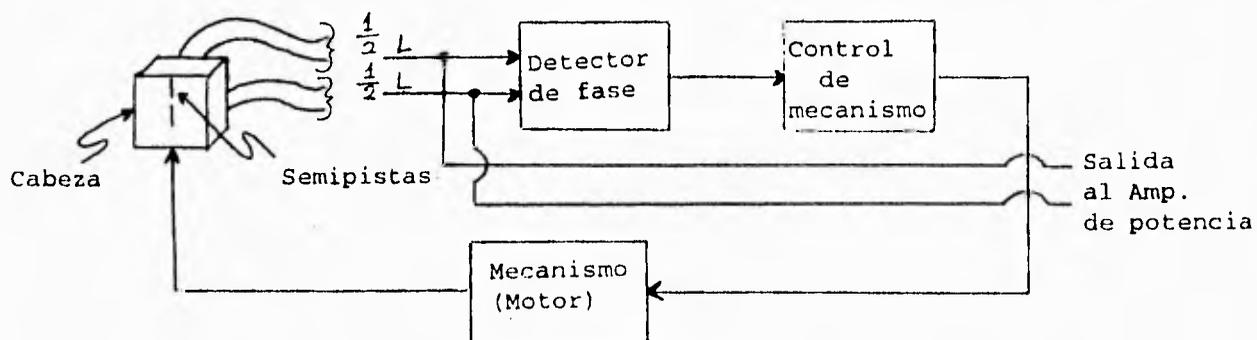 1/2 L
1/2 L
Detector
de fase
Control
de
mecanismo
Cabeza
Semipistas
Salida
al Amp.
de potencia
Mecanismo
(Motor)